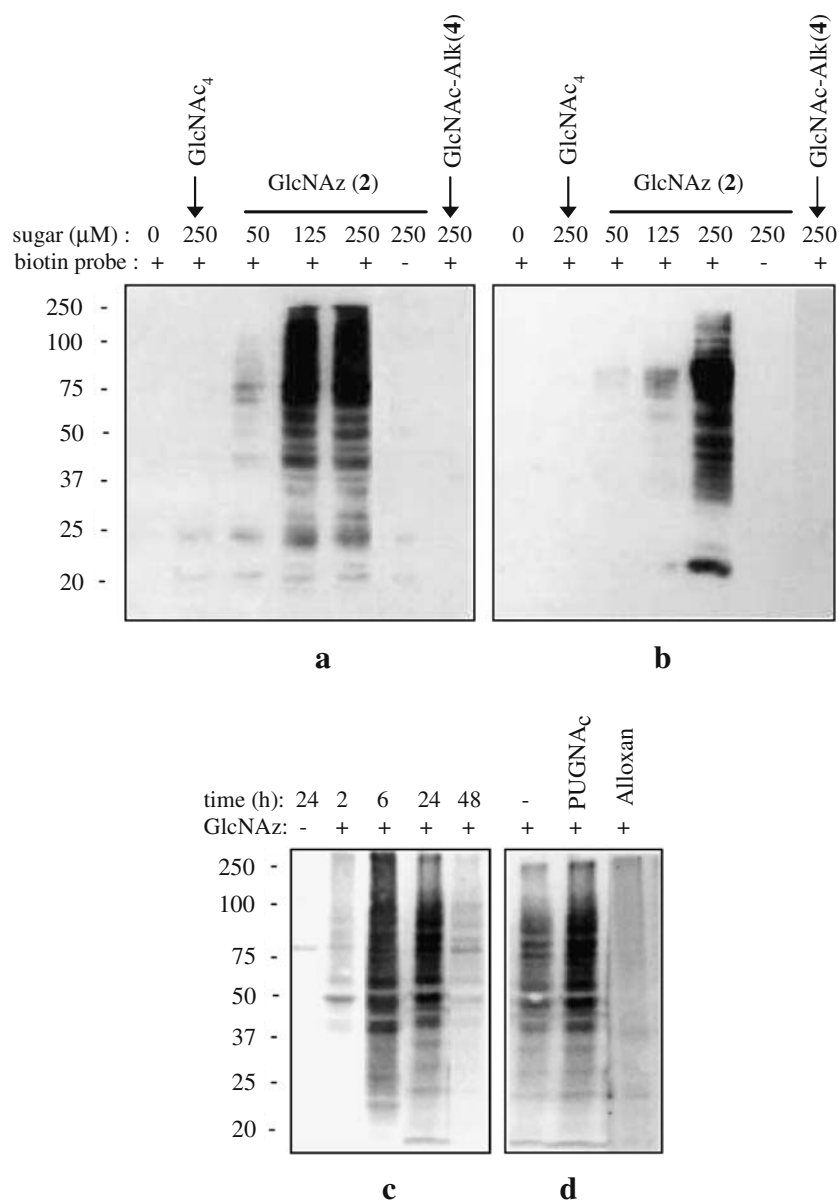 GlcNAc4
GlcNAc-Alk(4)
GlcNAc4
GlcNAc-Alk(4)
GlcNAz (2)
GlcNAz (2)
sugar (μM) : 0 250 50 125 250 250 250 0 250 50 125 250 250 250
biotin probe : + + + + + - + + + + + + - +
250 -
100 -
75 -
50 -
37 -
25 -
20 -
a b
PUGNAc
Alloxan
time (h): 24 2 6 24 48 -
GlcNAz: - + + + + + + +
250 -
100 -
75 -
50 -
37 -
25 -
20 -
c d